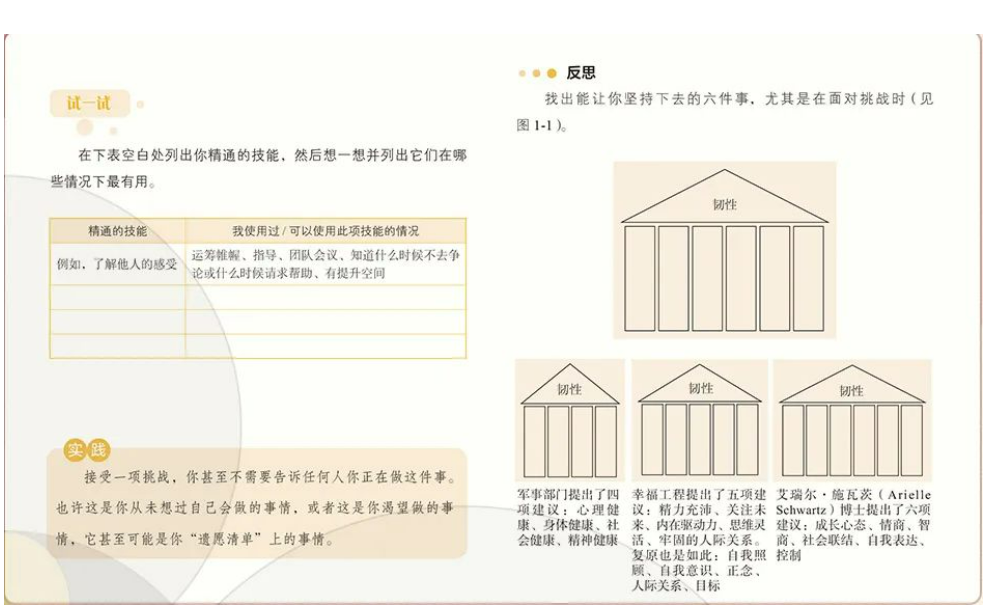 试一试
在下表空白处列出你精通的技能，然后想一想并列出它们在哪
些情况下最有用。
精通的技能
我使用过/可以使用此项技能的情况
例如，了解他人的感受
运筹帷幄、指导、团队会议、知道什么时候不去争
论或什么时候请求帮助、有提升空间
实践
接受一项挑战，你甚至不需要告诉任何人你正在做这件事。
也许这是你从未想过自己会做的事情，或者这是你渴望做的事
情，它甚至可能是你“遗愿清单”上的事情。
反思
找出能让你坚持下去的六件事，尤其是在面对挑战时（见
图 1-1）。
韧性
韧性
军事部门提出了四
项建议：心理健
康、身体健康、社
会健康、精神健康
韧性
幸福工程提出了五项建
议：精力充沛、关注未
来、内在驱动力、思维灵
活、牢固的人际关系。
复原也是如此：自我照
顾、自我意识、正念、
人际关系、目标
韧性
艾瑞尔·施瓦茨（Arielle
Schwartz）博士提出了六项
建议：成长心态、情商、智
商、社会联结、自我表达、
控制